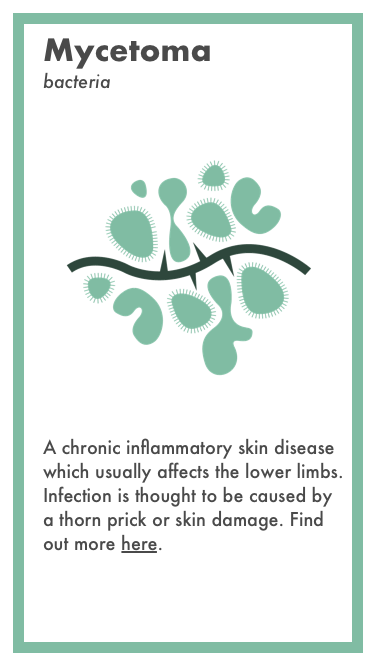 Mycetoma
bacteria
A chronic inflammatory skin disease
which usually affects the lower limbs.
Infection is thought to be caused by
a thorn prick or skin damage. Find
out more here.